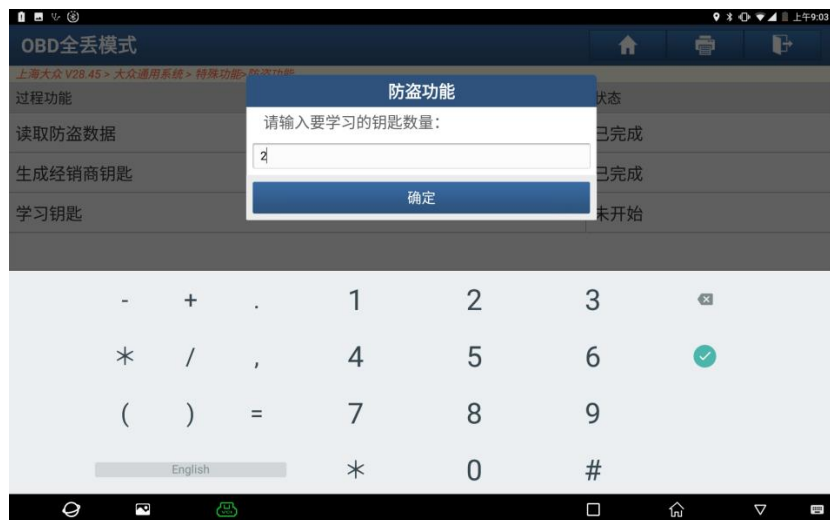 上午9:03
OBD全丢模式
上海大众 V28.45 > 大众通用系统 > 特殊功能> 防盗功能
过程功能
状态
读取防盗数据
已完成
生成经销商钥匙
已完成
学习钥匙
未开始
防盗功能
请输入要学习的钥匙数量：
2
确定
- + . 1 2 3
* / , 4 5 6
( ) = 7 8 9
English * 0 #